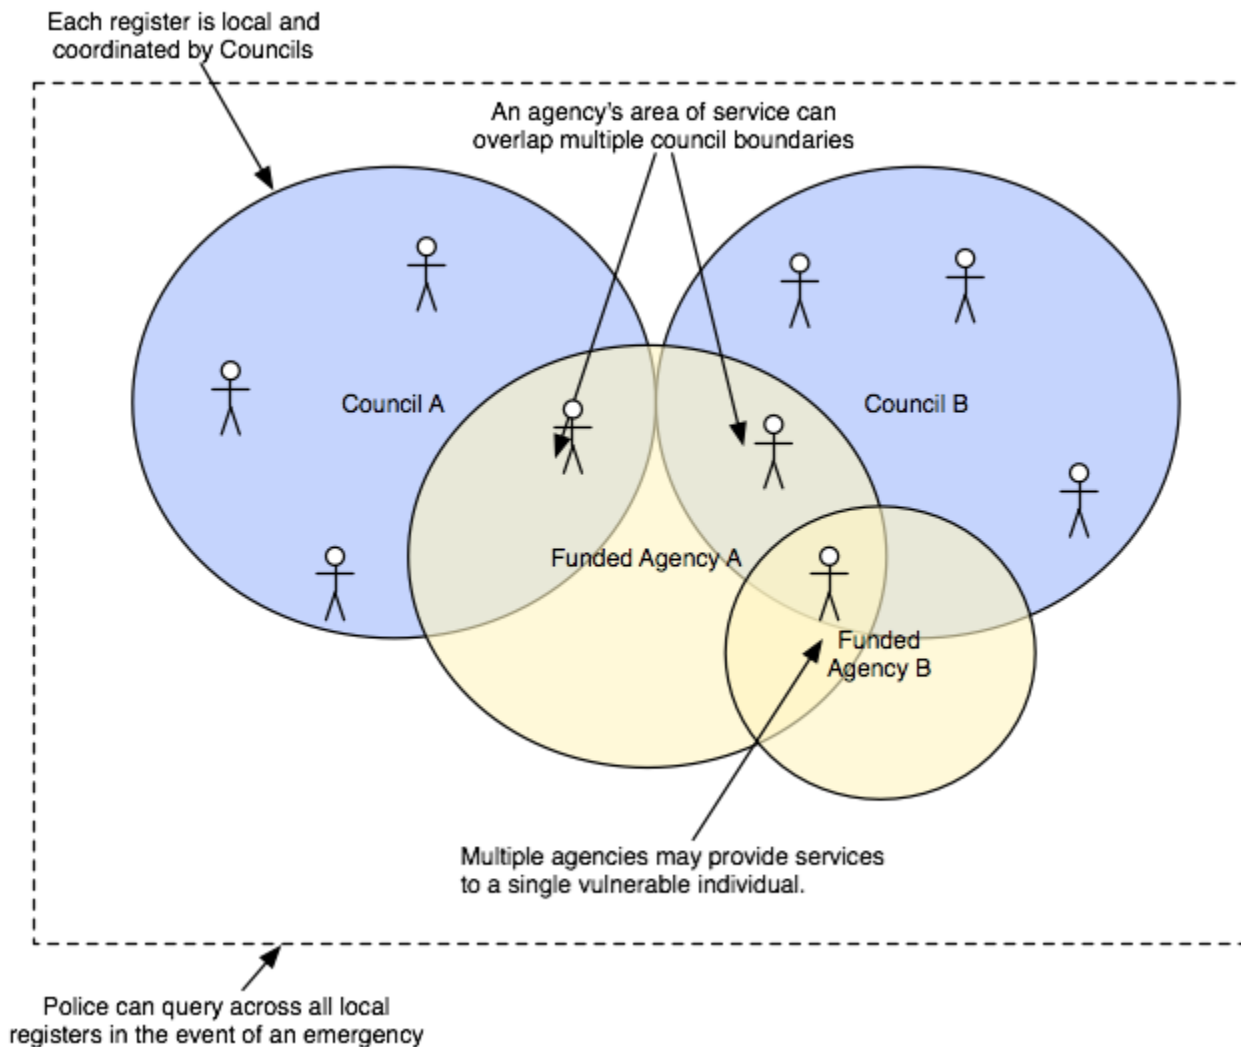 Each register is local and
coordinated by Councils
An agency's area of service can
overlap multiple council boundaries
Council A
Council B
Funded Agency A
Funded
Agency B
Multiple agencies may provide services
to a single vulnerable individual.
Police can query across all local
registers in the event of an emergency